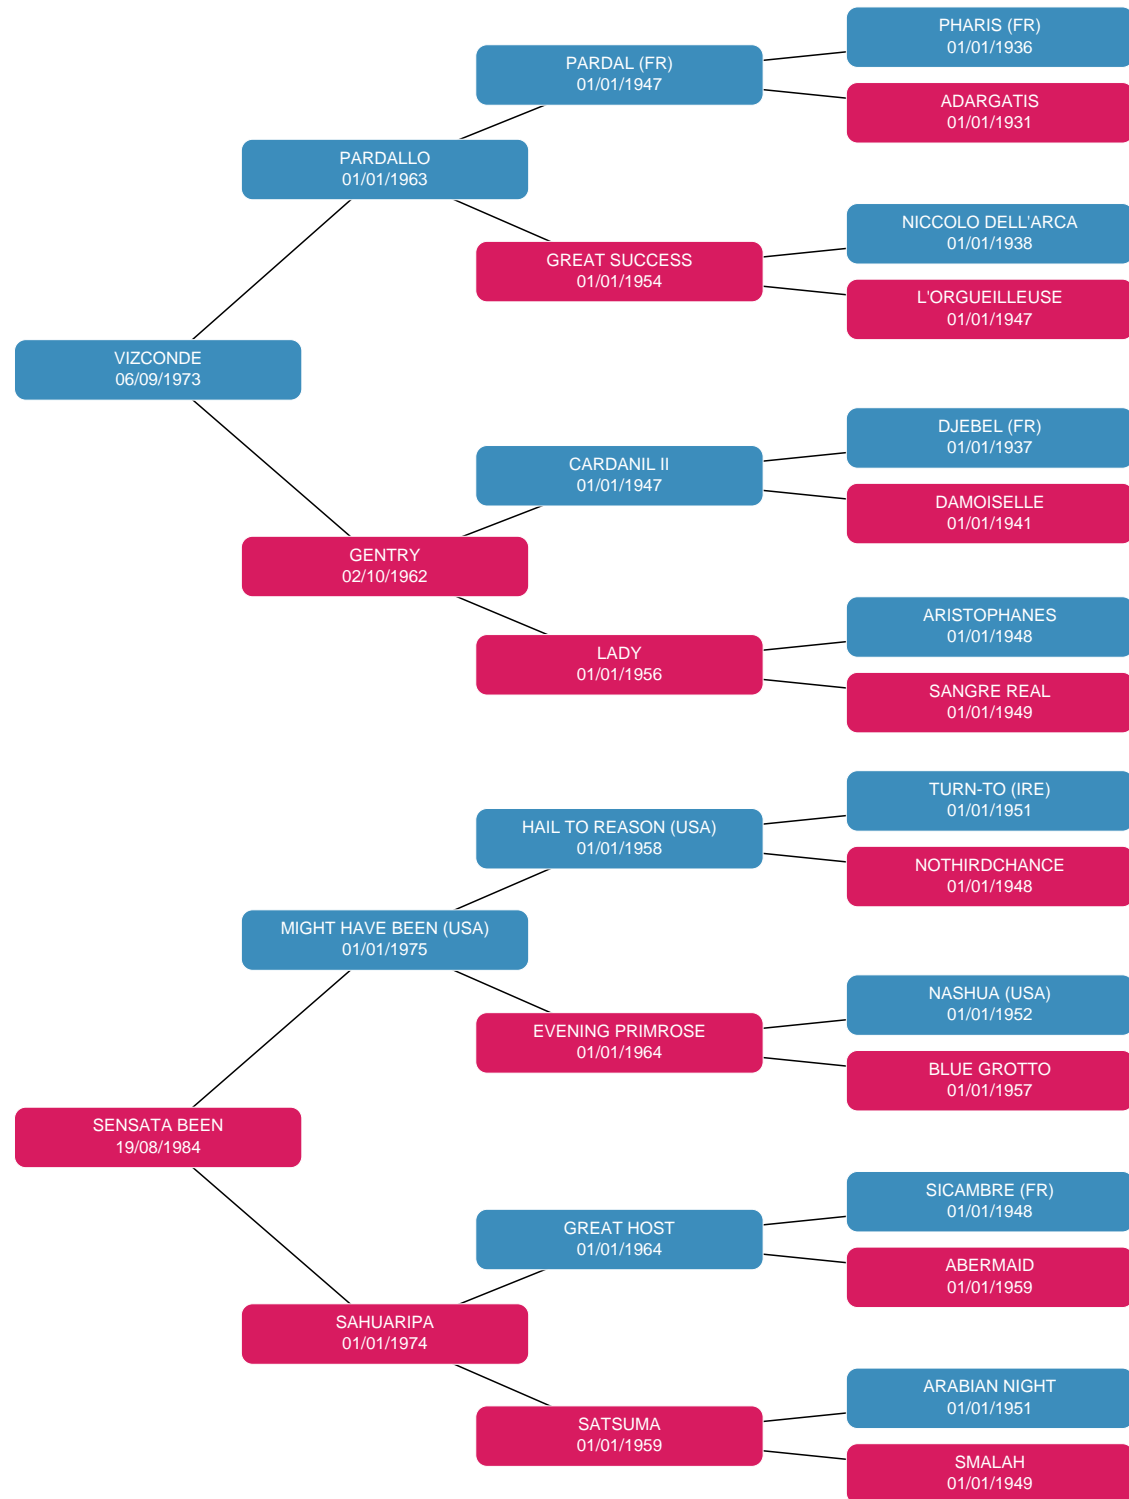 PHARIS (FR)
01/01/1936
PARDAL (FR)
01/01/1947
ADARGATIS
01/01/1931
PARDALLO
01/01/1963
NICCOLO DELL'ARCA
01/01/1938
GREAT SUCCESS
01/01/1954
L'ORGUEILLEUSE
01/01/1947
VIZCONDE
06/09/1973
DJEBEL (FR)
01/01/1937
CARDANIL II
01/01/1947
DAMOISELLE
01/01/1941
GENTRY
02/10/1962
ARISTOPHANES
01/01/1948
LADY
01/01/1956
SANGRE REAL
01/01/1949
TURN-TO (IRE)
01/01/1951
HAIL TO REASON (USA)
01/01/1958
NOTHIRDCHANCE
01/01/1948
MIGHT HAVE BEEN (USA)
01/01/1975
NASHUA (USA)
01/01/1952
EVENING PRIMROSE
01/01/1964
BLUE GROTTO
01/01/1957
SENSATA BEEN
19/08/1984
SICAMBRE (FR)
01/01/1948
GREAT HOST
01/01/1964
ABERMAID
01/01/1959
SAHUARIPA
01/01/1974
ARABIAN NIGHT
01/01/1951
SATSUMA
01/01/1959
SMALAH
01/01/1949